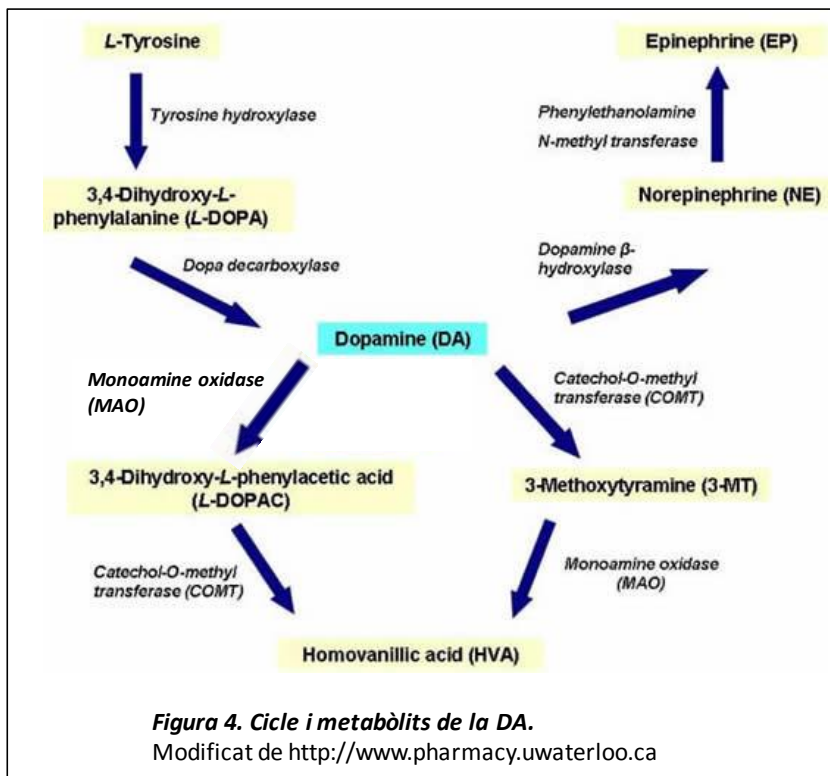 L-Tyrosine
Tyrosine hydroxylase
3,4-Dihydroxy-L-
phenylalanine (L-DOPA)
Dopa decarboxylase
Epinephrine (EP)
Phenylethanolamine
N-methyl transferase
Norepinephrine (NE)
Dopamine β-
hydroxylase
Dopamine (DA)
Monoamine oxidase
(MAO)
Catechol-O-methyl
transferase (COMT)
3,4-Dihydroxy-L-phenylacetic acid
(L-DOPAC)
3-Methoxytyramine (3-MT)
Catechol-O-methyl
transferase (COMT)
Monoamine oxidase
(MAO)
Homovanillic acid (HVA)
Figura 4. Cicle i metabòlits de la DA.
Modificat de http://www.pharmacy.uwaterloo.ca